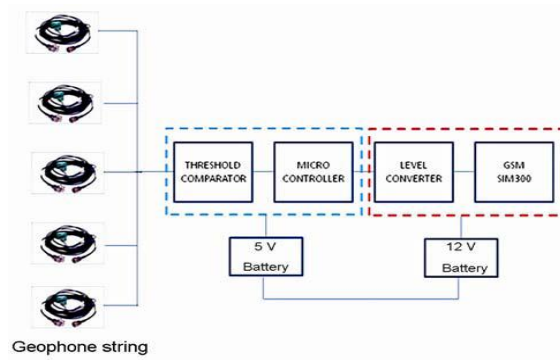 THRESHOLD
COMPARATOR
MICRO
CONTROLLER
LEVEL
CONVERTER
GSM
SIM300
5 V
Battery
12 V
Battery
Geophone string